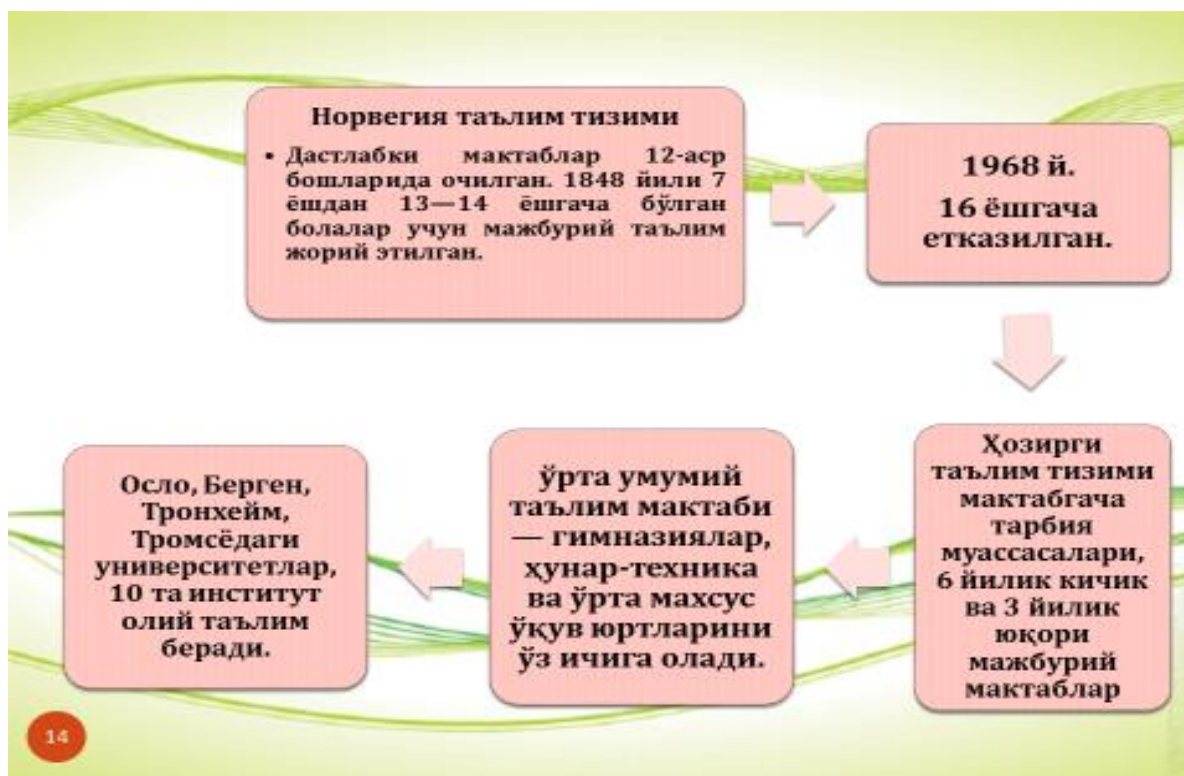 Норвегия таълим тизими
• Дастлабки мактаблар 12-аср
бошларида очилган. 1848 йили 7
ёшдан 13—14 ёшгача бўлган
болалар учун мажбурий таълим
жорий этилган.
1968 й.
16 ёшгача
етказилган.
Ҳозирги
таълим тизими
мактабгача
тарбия
муассасалари,
6 йилик кичик
ва 3 йилик
юқори
мажбурий
мактаблар
ўрта умумий
таълим мактаби
— гимназиялар,
ҳунар-техника
ва ўрта махсус
ўқув юртларини
ўз ичига олади.
Осло, Берген,
Тронхейм,
Тромсёдаги
университетлар,
10 та институт
олий таълим
беради.
14